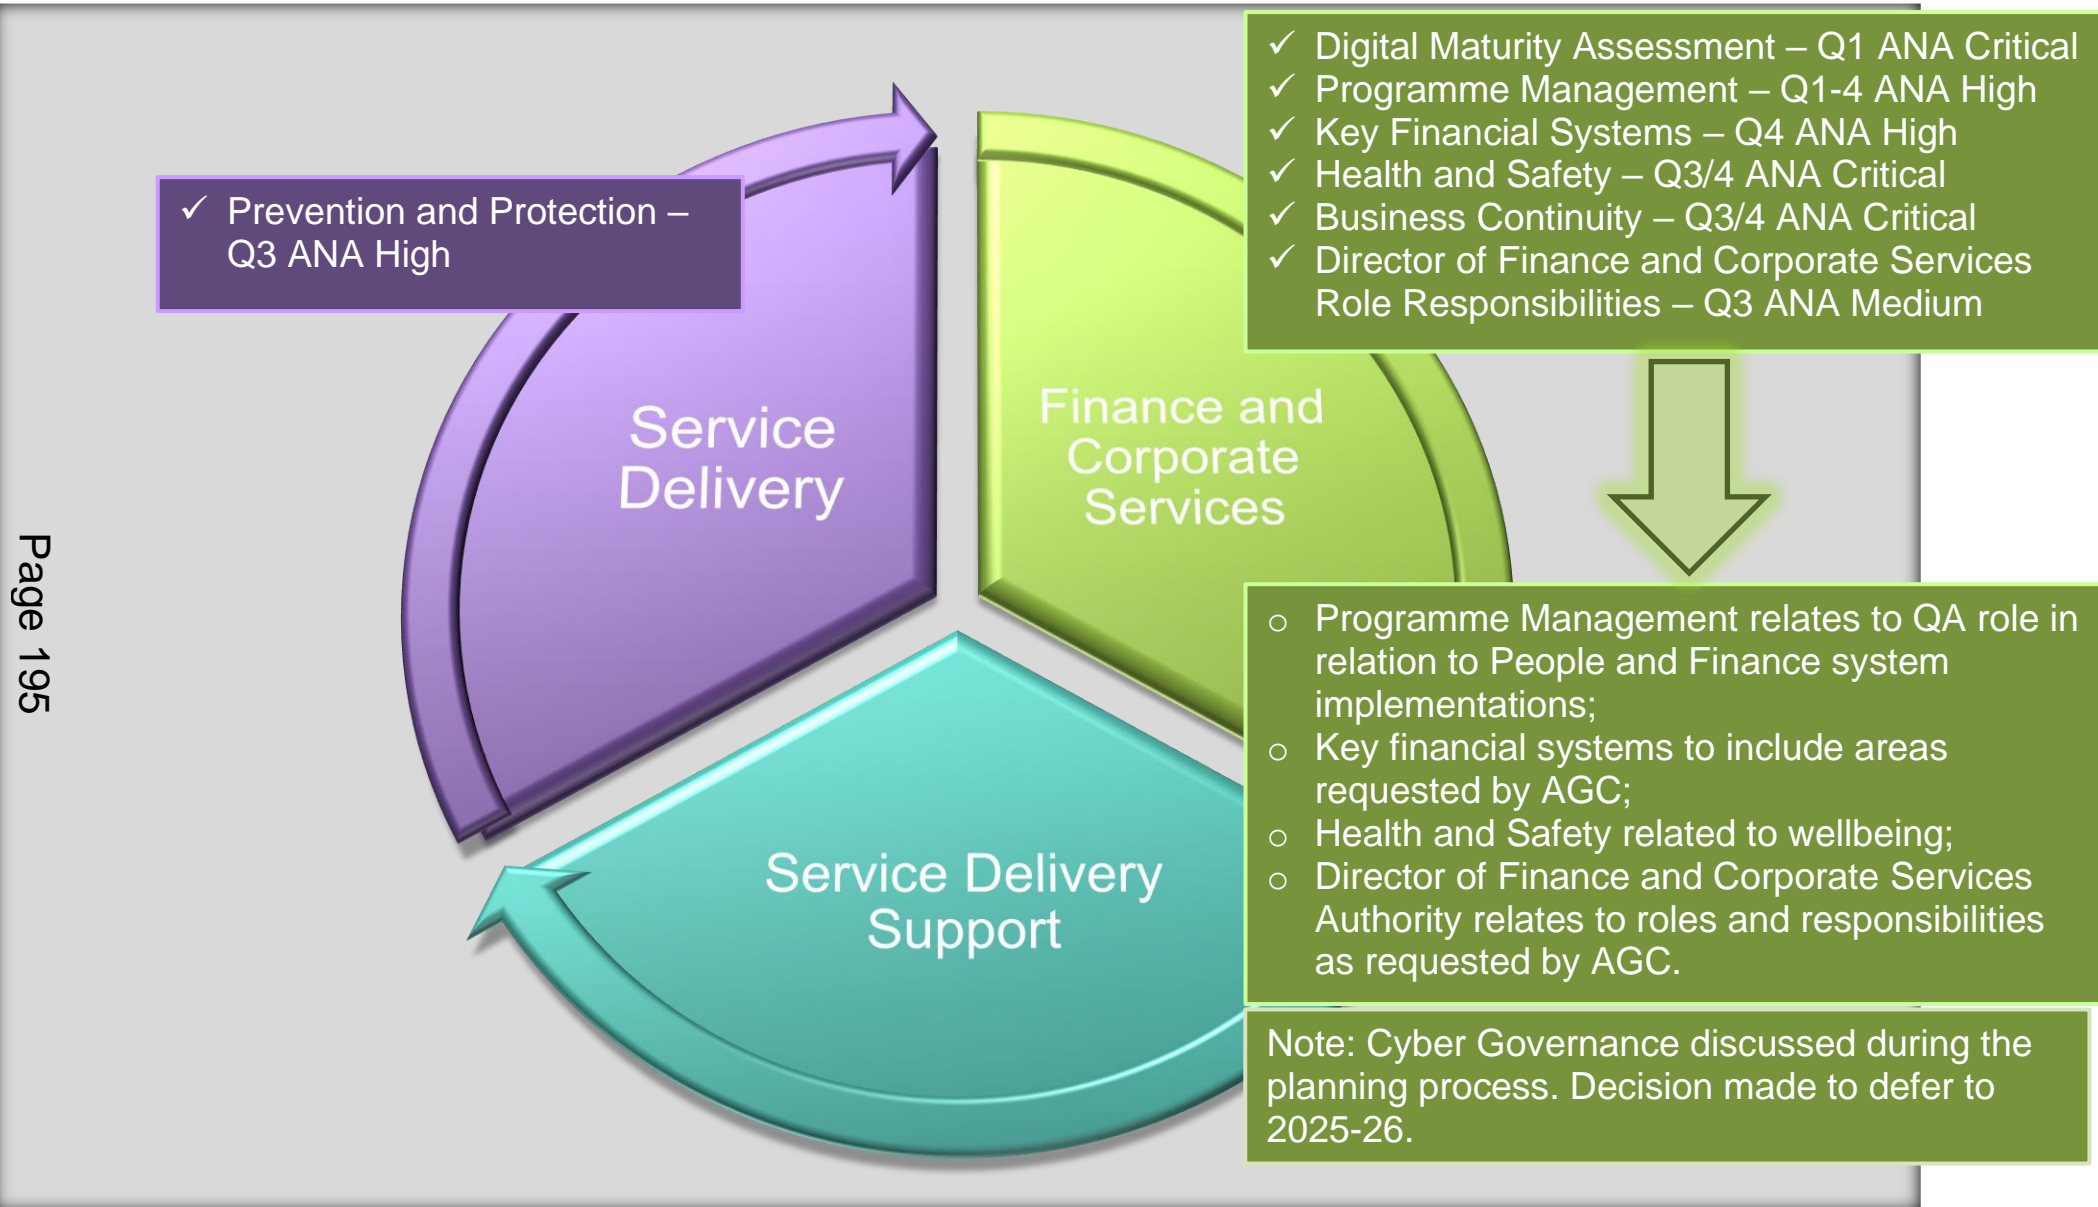 ✓ Prevention and Protection –
Q3 ANA High
Service
Delivery
Finance and
Corporate
Services
Service Delivery
Support
✓ Digital Maturity Assessment – Q1 ANA Critical
✓ Programme Management – Q1-4 ANA High
✓ Key Financial Systems – Q4 ANA High
✓ Health and Safety – Q3/4 ANA Critical
✓ Business Continuity – Q3/4 ANA Critical
✓ Director of Finance and Corporate Services
Role Responsibilities – Q3 ANA Medium
o Programme Management relates to QA role in
relation to People and Finance system
implementations;
o Key financial systems to include areas
requested by AGC;
o Health and Safety related to wellbeing;
o Director of Finance and Corporate Services
Authority relates to roles and responsibilities
as requested by AGC.
Note: Cyber Governance discussed during the
planning process. Decision made to defer to
2025-26.
Page 195